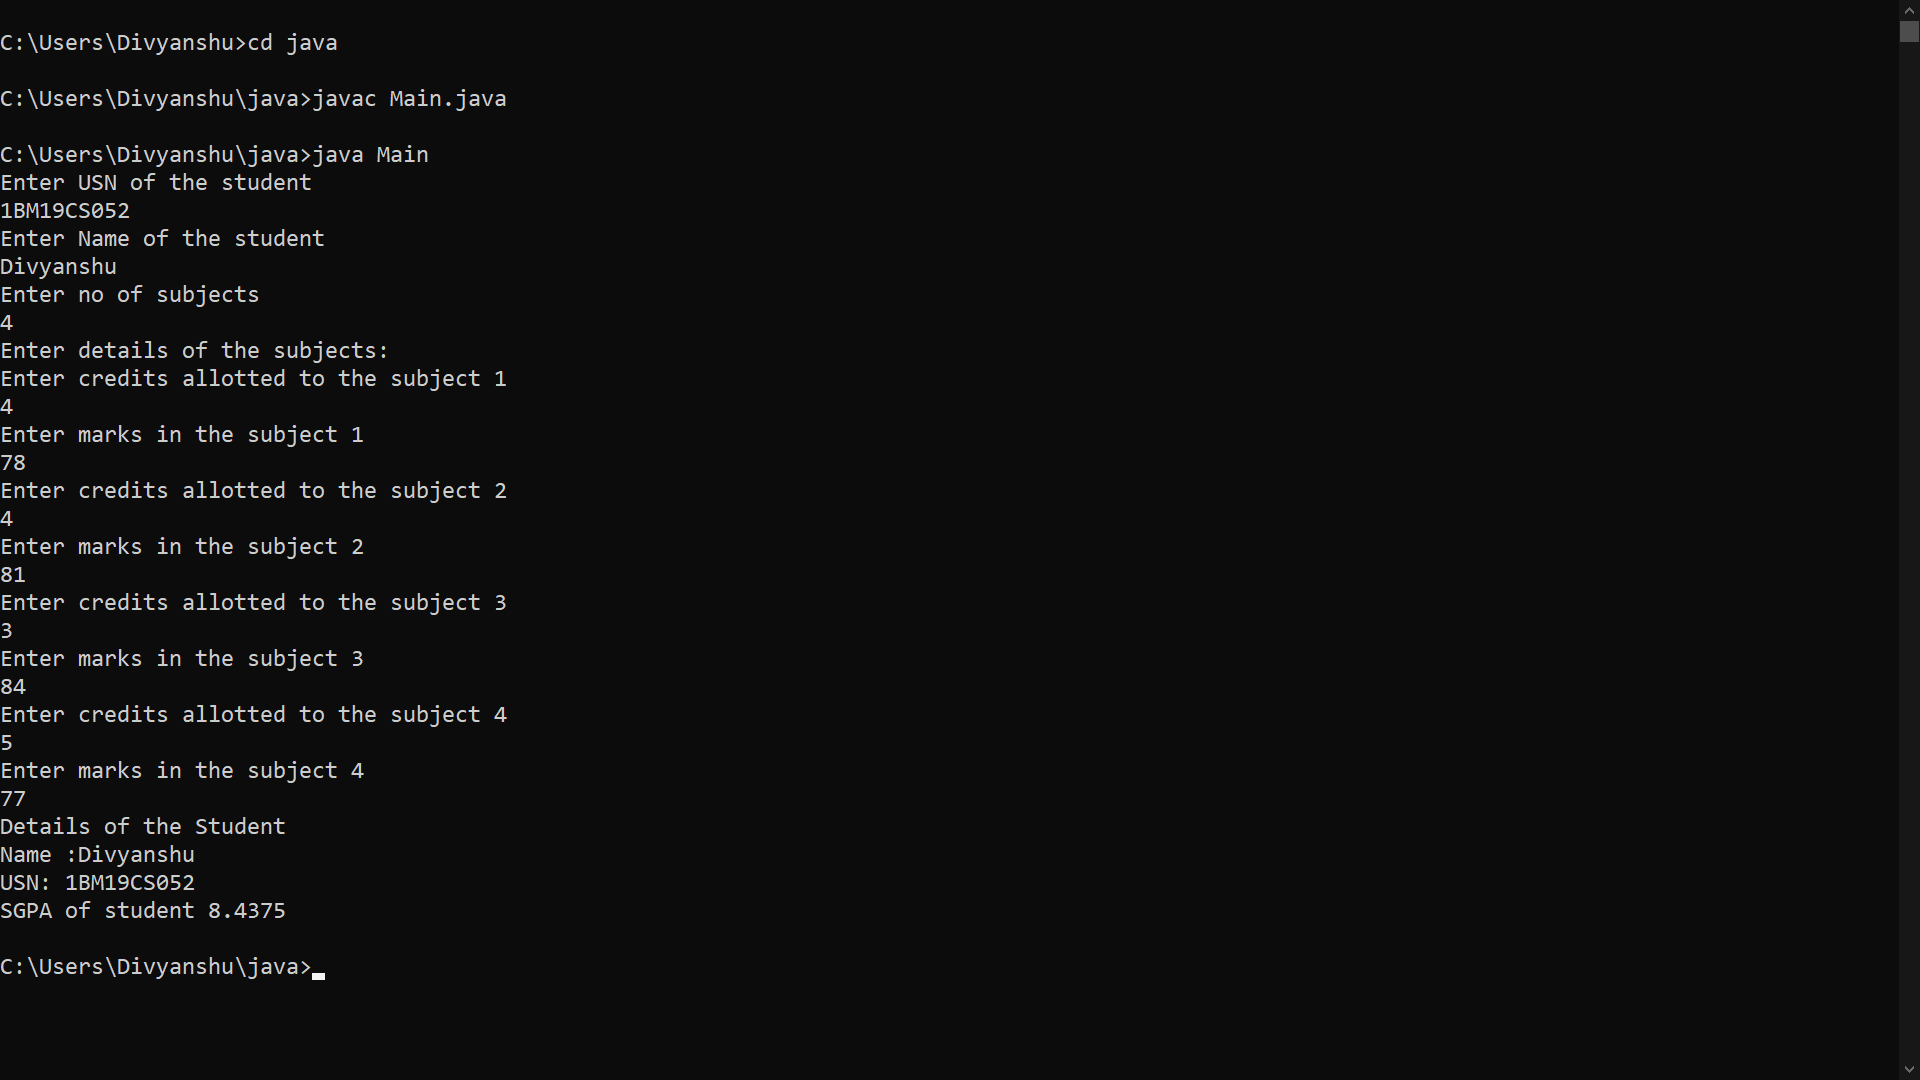 C:\Users\Divyanshu>cd java
C:\Users\Divyanshu\java>javac Main.java
C:\Users\Divyanshu\java>java Main
Enter USN of the student
1BM19CS052
Enter Name of the student
Divyanshu
Enter no of subjects
4
Enter details of the subjects:
Enter credits allotted to the subject 1
4
Enter marks in the subject 1
78
Enter credits allotted to the subject 2
4
Enter marks in the subject 2
81
Enter credits allotted to the subject 3
3
Enter marks in the subject 3
84
Enter credits allotted to the subject 4
5
Enter marks in the subject 4
77
Details of the Student
Name :Divyanshu
USN: 1BM19CS052
SGPA of student 8.4375
C:\Users\Divyanshu\java>